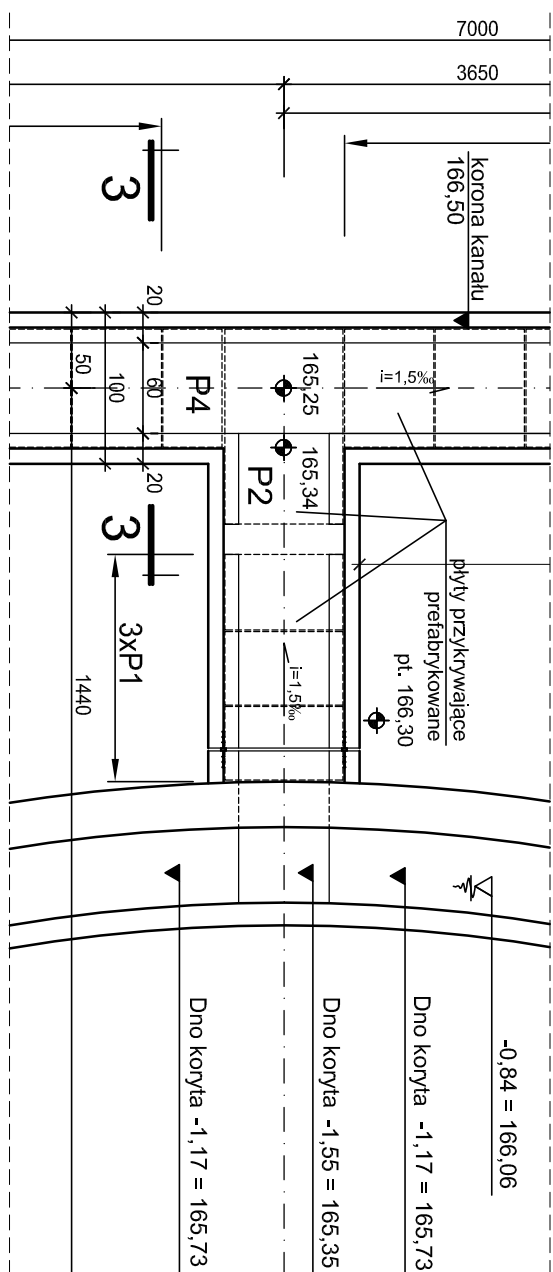 7000
3650
korona kanału
166,50
3
3
20
100
60
50
20
P4
165,25
i=1,5‰
165,34
P2
płyty przykrywające
prefabrykowane
pt. 166,30
3xP1
i=1,5‰
1440
-0,84 = 166,06
Dno koryta -1,17 = 165,73
Dno koryta -1,55 = 165,35
Dno koryta -1,17 = 165,73